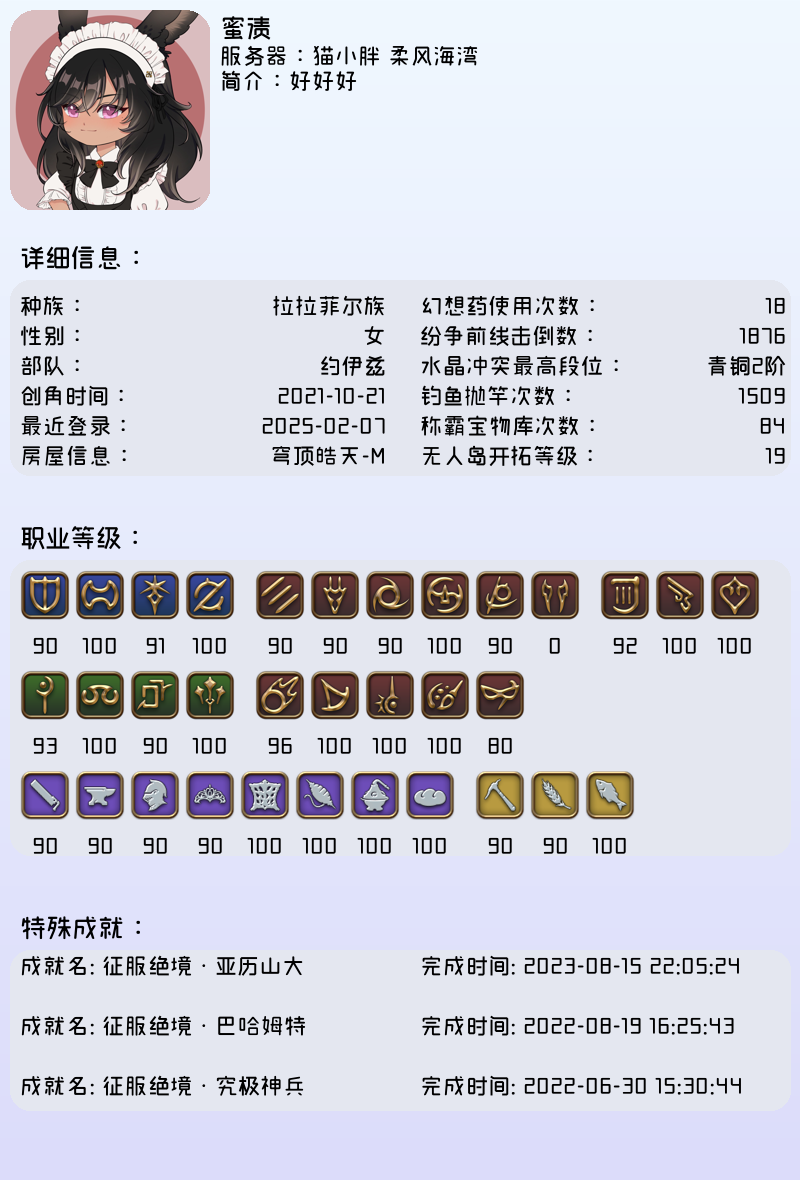 蜜渍
服务器：猫小胖 柔风海湾
简介：好好好
详细信息：
种族： 拉拉菲尔族 幻想药使用次数： 18
性别： 女 纷争前线击倒数： 1876
部队： 约伊兹 水晶冲突最高段位： 青铜2阶
创角时间： 2021-10-21 钓鱼抛竿次数： 1509
最近登录： 2025-02-07 称霸宝物库次数： 84
房屋信息： 穹顶皓天-M 无人岛开拓等级： 19
职业等级：
90 100 91 100 90 90 90 100 90 0 92 100 100
93 100 90 100 96 100 100 100 80
90 90 90 90 100 100 100 100 90 90 100
特殊成就：
成就名: 征服绝境·亚历山大 完成时间: 2023-08-15 22:05:24
成就名: 征服绝境·巴哈姆特 完成时间: 2022-08-19 16:25:43
成就名: 征服绝境·究极神兵 完成时间: 2022-06-30 15:30:44